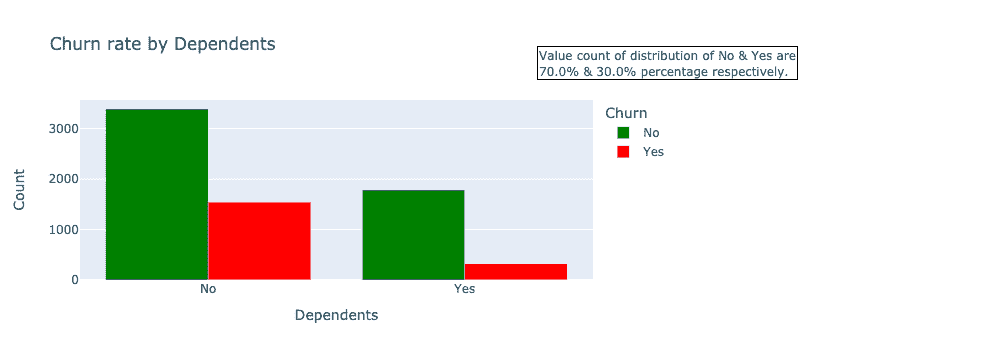 Churn rate by Dependents
Value count of distribution of No & Yes are
70.0% & 30.0% percentage respectively.
Churn
No
Yes
Count
3000
2000
1000
0
No
Yes
Dependents